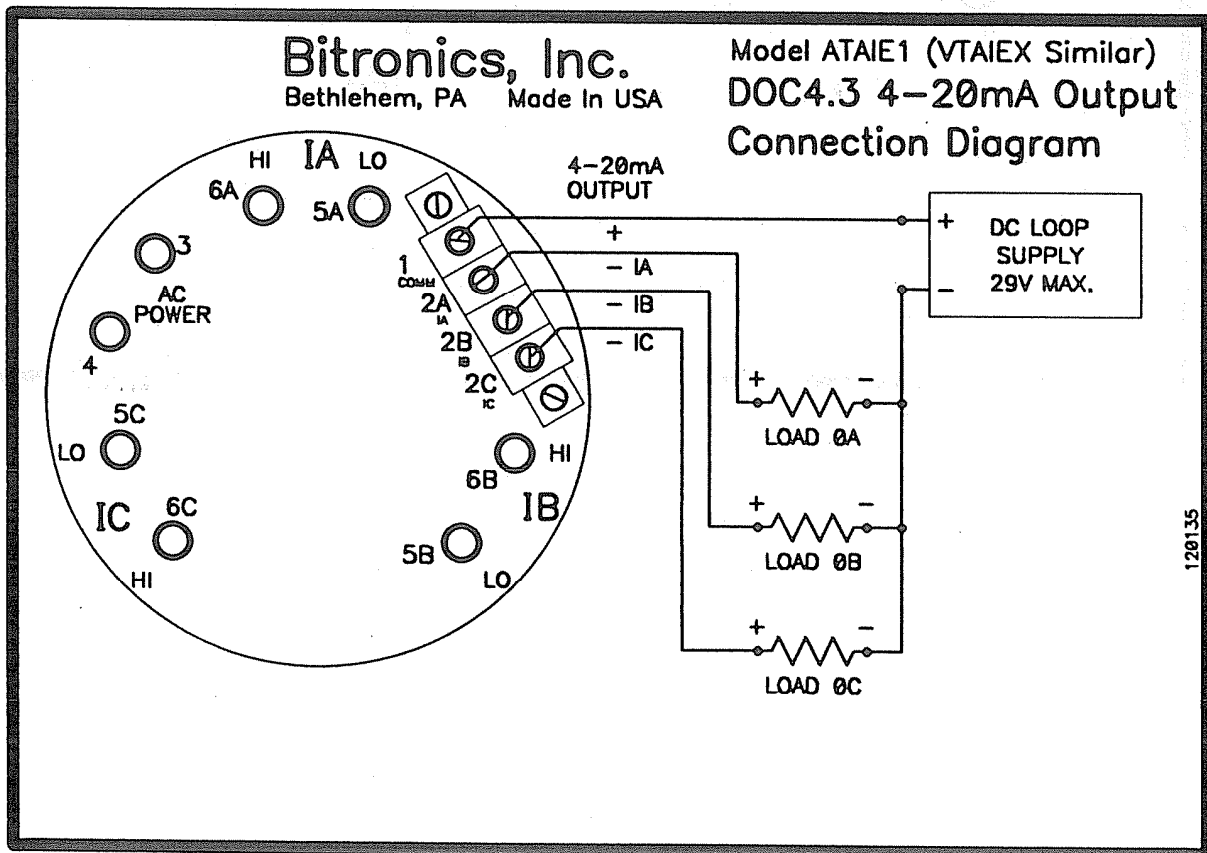 Bitronics, Inc.
Bethlehem, PA Made In USA
Model ATAIE1 (VTAIEX Similar)
DOC4.3 4-20mA Output
Connection Diagram
HI IA LO
6A
5A
3
AC
POWER
4
5C
LO
6C
IC
HI
4-20mA
OUTPUT
1
COMM
2A
IA
2B
IB
2C
IC
+
- IA
- IB
- IC
6B
HI
IB
5B
LO
+
-
DC LOOP
SUPPLY
29V MAX.
+ -
LOAD 0A
+ -
LOAD 0B
+ -
LOAD 0C
120135